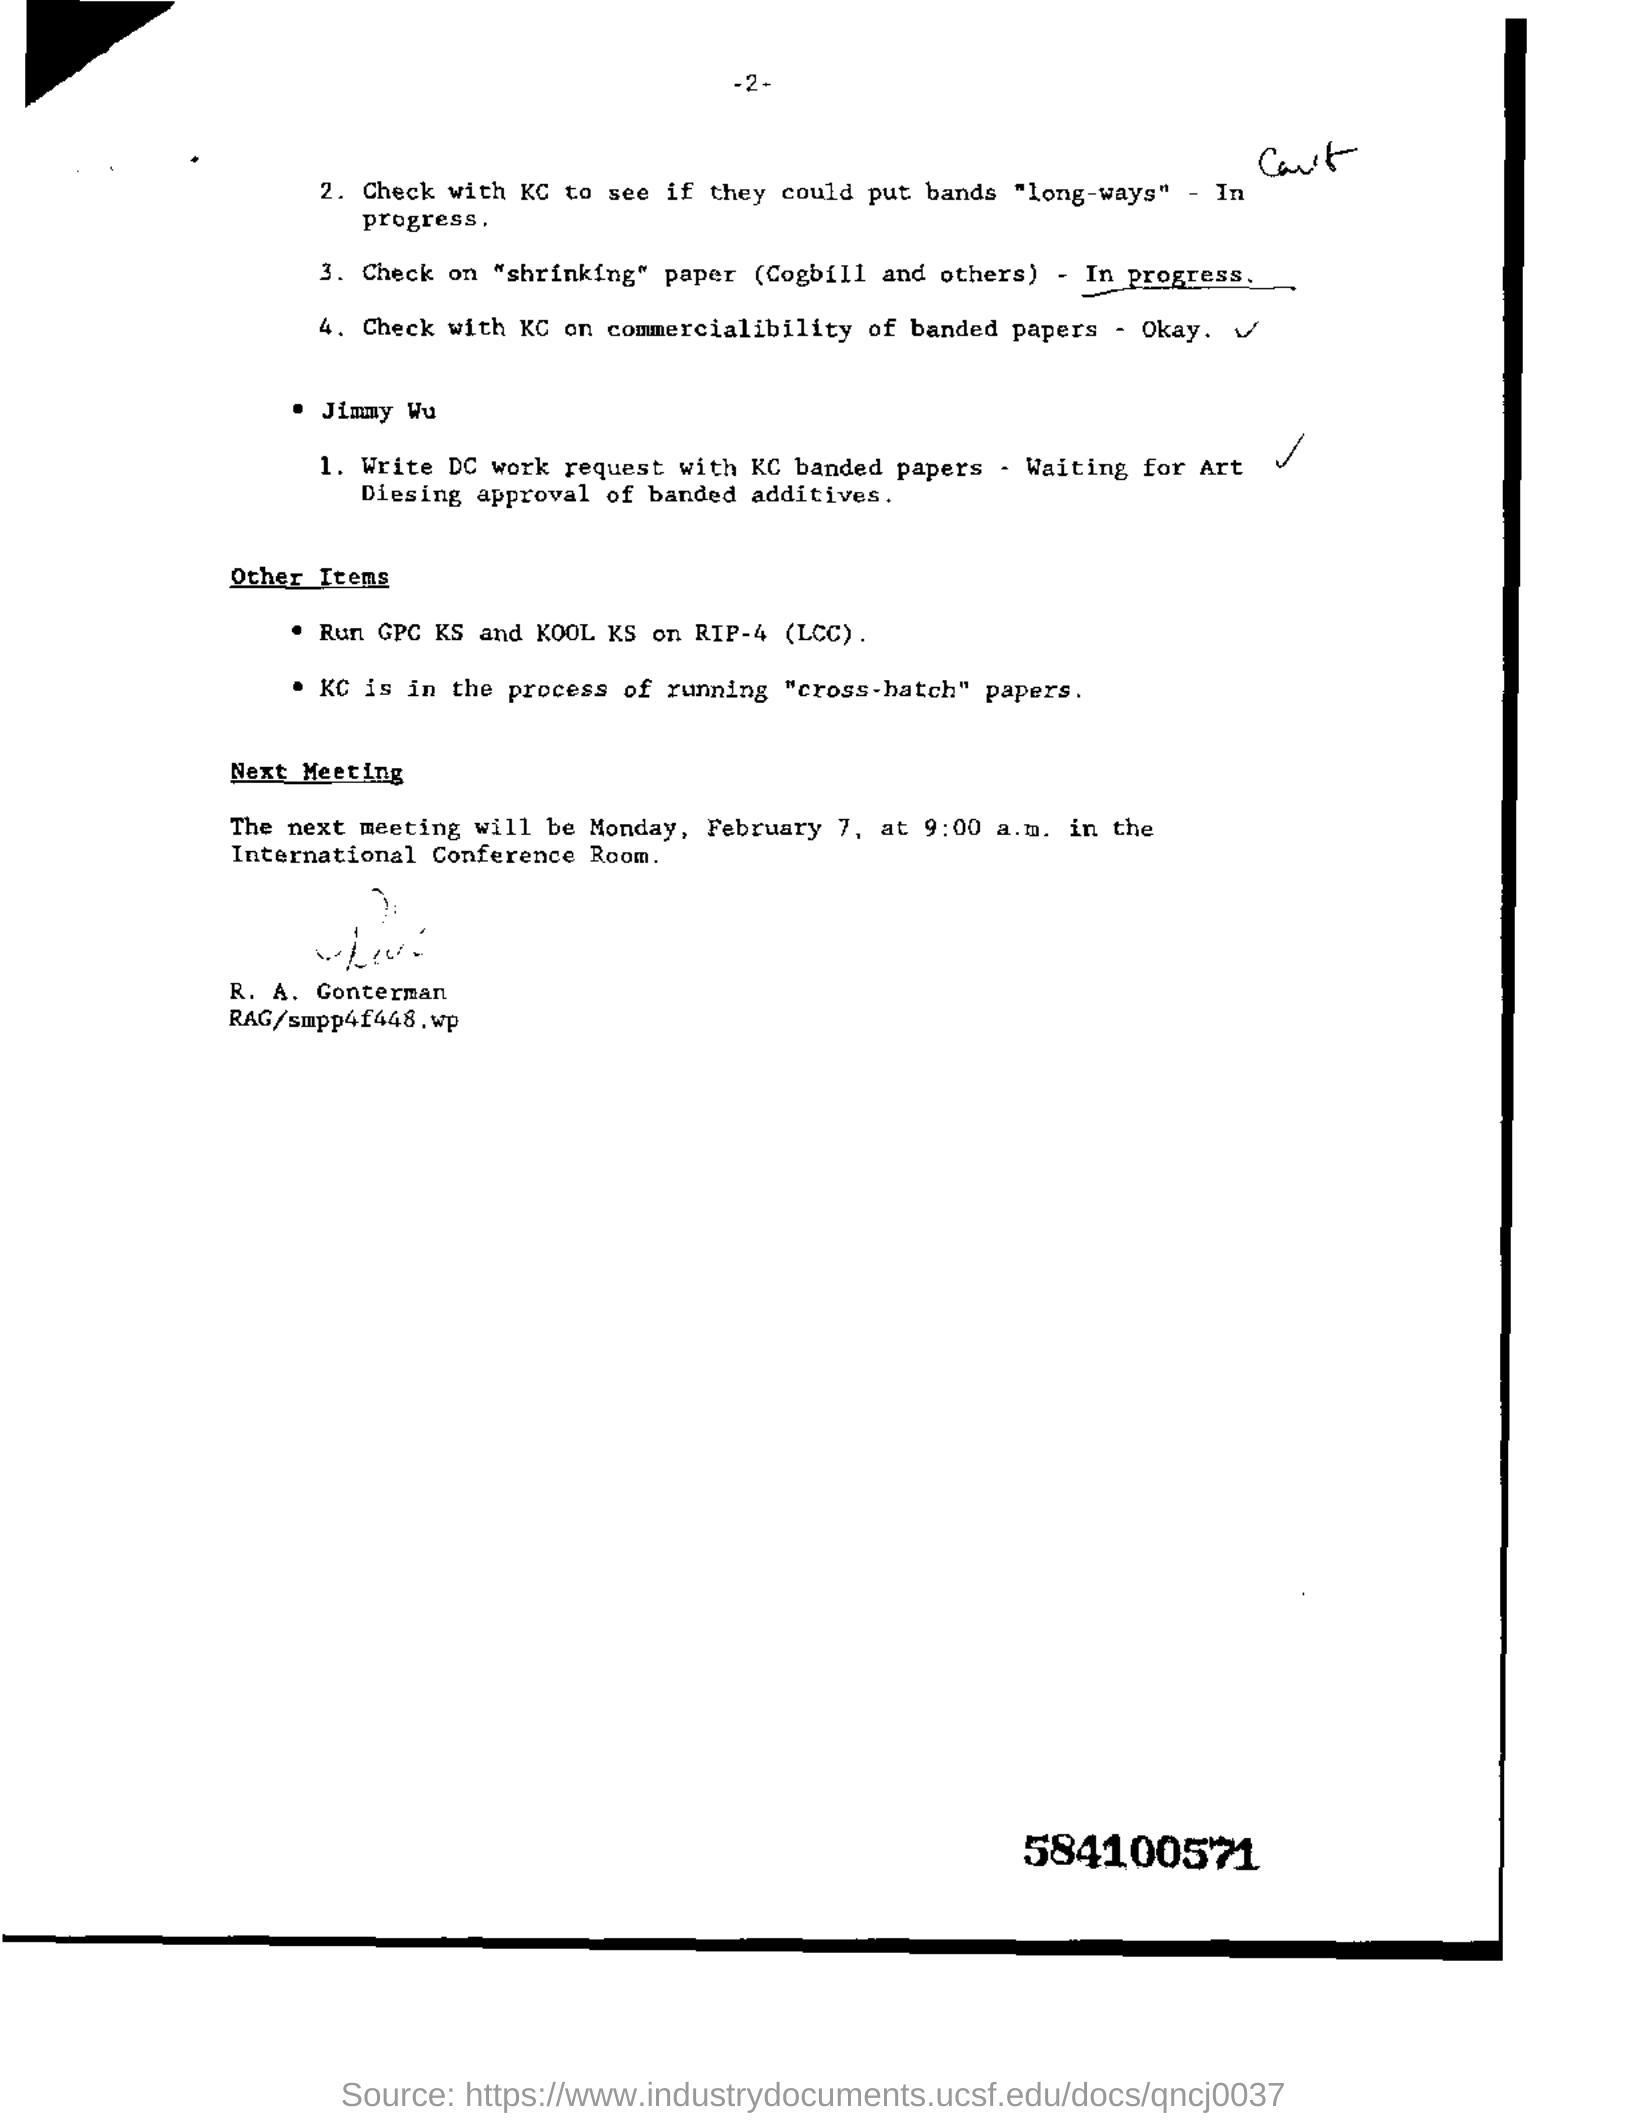 -2-
Can't
2. Check with KC to see if they could put bands "long-ways" - In
progress.
3. Check on "shrinking" paper (Cogbill and others) - In progress.
4. Check with KC on commercialibility of banded papers - Okay. ✓
• Jimmy Wu
1. Write DC work request with KC banded papers - Waiting for Art ✓
Diesing approval of banded additives.
Other Items
• Run GPC KS and KOOL KS on RIP-4 (LCC).
• KC is in the process of running "cross-hatch" papers.
Next Meeting
The next meeting will be Monday, February 7, at 9:00 a.m. in the
International Conference Room.
R. A. Gonterman
RAG/smpp4f448.wp
584100571
Source: https://www.industrydocuments.ucsf.edu/docs/qncj0037